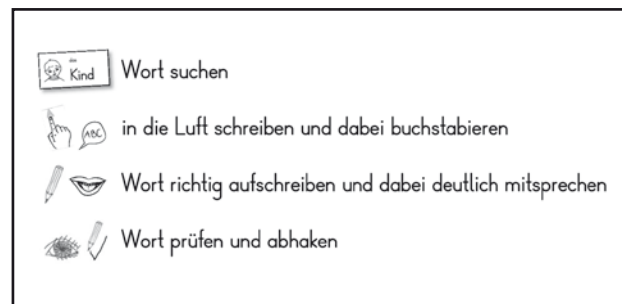 das
Kind
Wort suchen
ABC
in die Luft schreiben und dabei buchstabieren
Wort richtig aufschreiben und dabei deutlich mitsprechen
Wort prüfen und abhaken